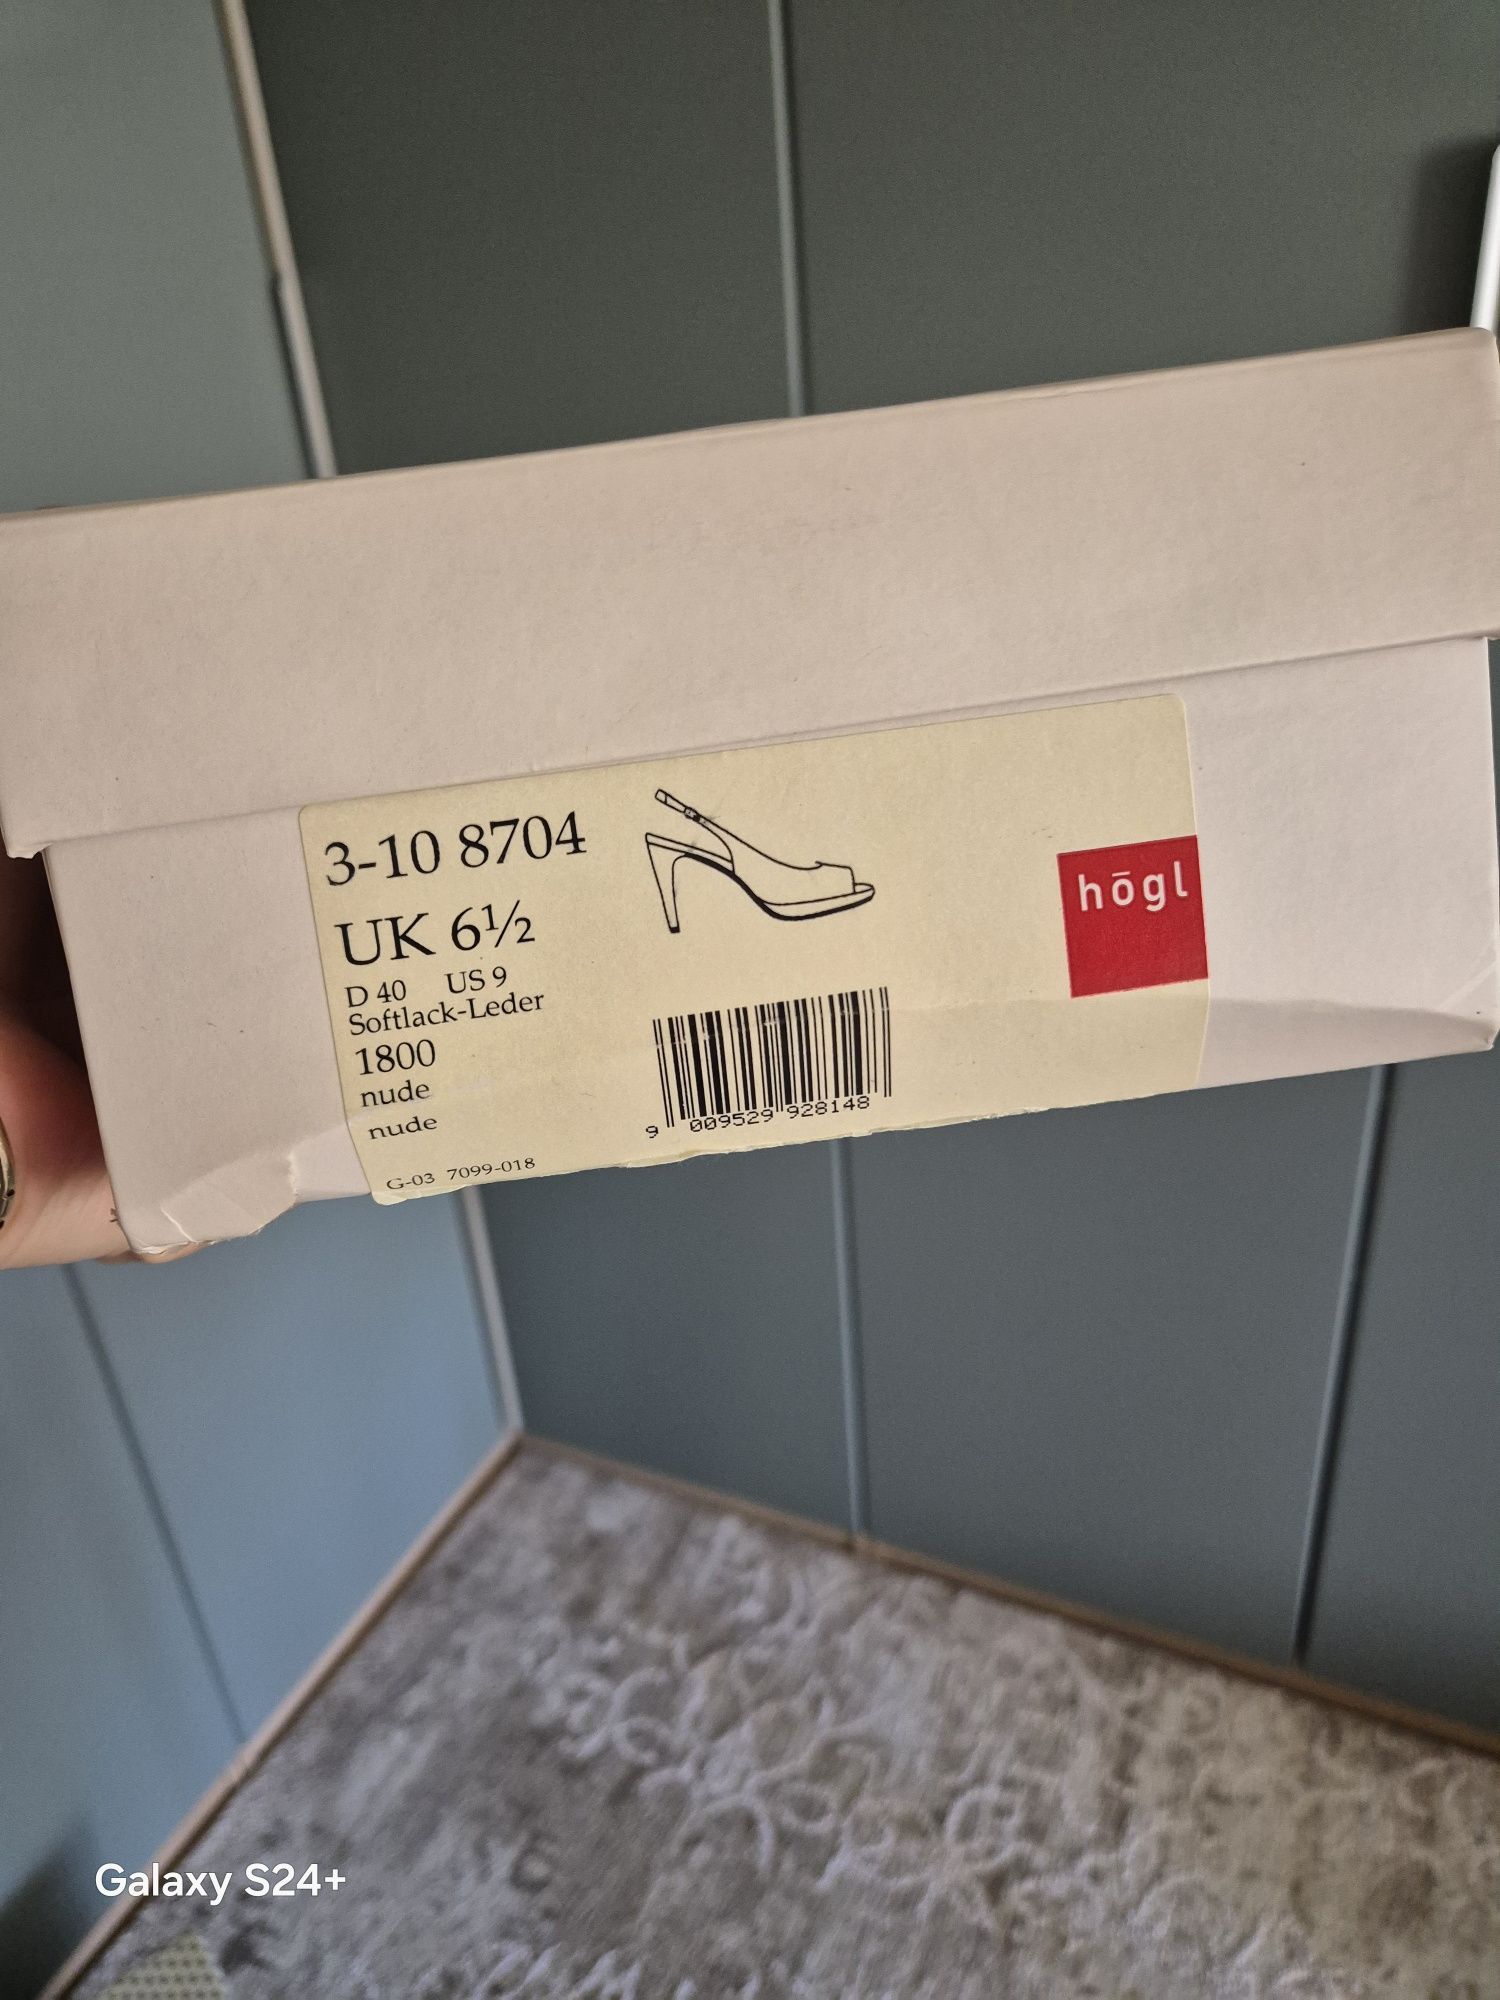 3-10 8704
UK 6½
D 40 US 9
Softlack-Leder
1800
nude
nude
G-03 7099-018
9 009529 928148
högl
Galaxy S24+